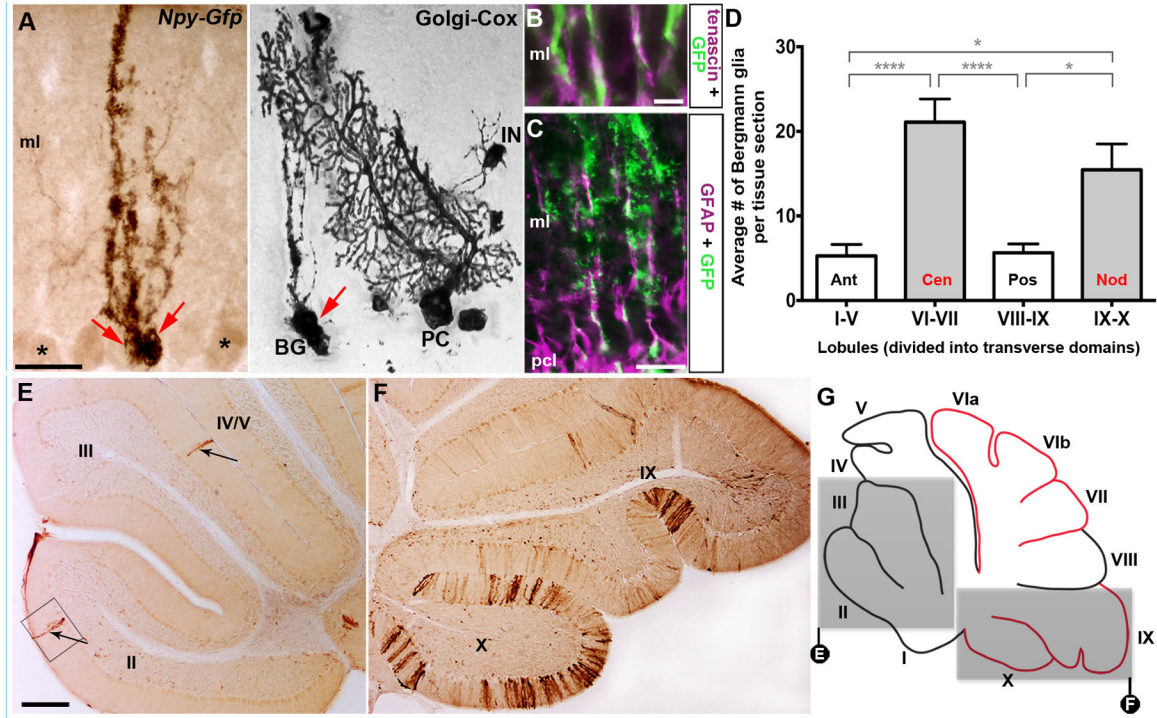 A
Npy-Gfp
ml
*
*
Golgi-Cox
IN
BG
PC
B
ml
tenascin +
GFP
C
ml
pcl
GFAP + GFP
D
Average # of Bergmann glia
per tissue section
30
20
10
0
*
**** **** *
Ant Cen Pos Nod
I-V VI-VII VIII-IX IX-X
Lobules (divided into transverse domains)
E
IV/V
III
II
F
IX
X
G
V
VIa
IV
VIb
III
VII
VIII
II
IX
E
I
X
F